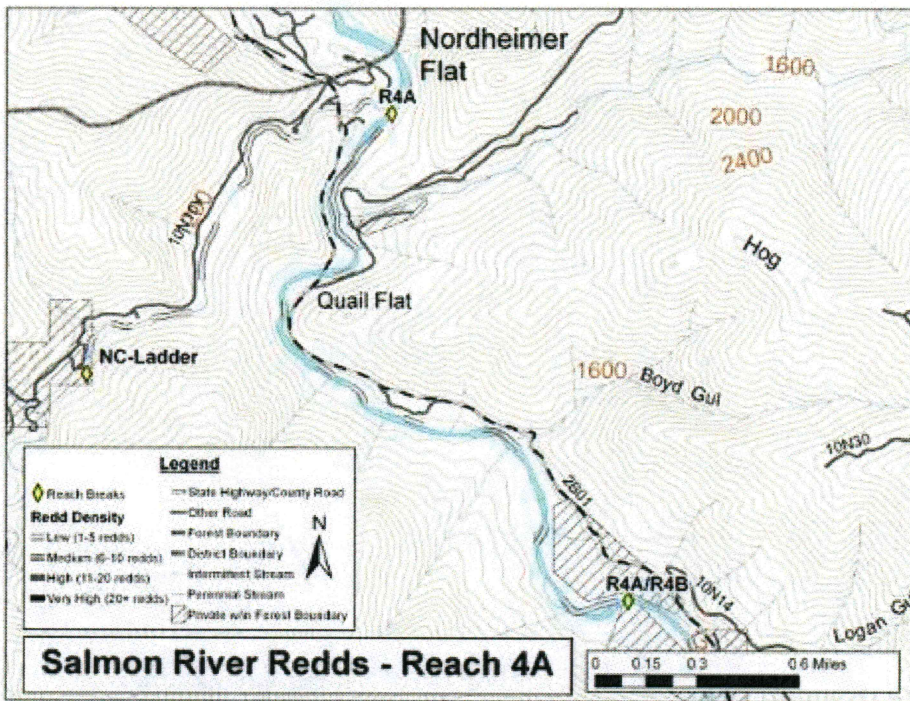 Nordheimer
Flat
R4A
1600
2000
2400
Hog
Quail Flat
NC-Ladder
1600
Boyd Gul
10N30
2B01
R4A/R4B
10N14
Logan Gu
Legend
Reach Breaks
Redd Density
Low (1-5 redds)
Medium (6-10 redds)
High (11-20 redds)
Very High (20+ redds)
State Highway/County Road
Other Road
Forest Boundary
District Boundary
Intermittent Stream
Perennial Stream
Private w/in Forest Boundary
N
Salmon River Redds - Reach 4A
0 0.15 0.3 0.6 Miles